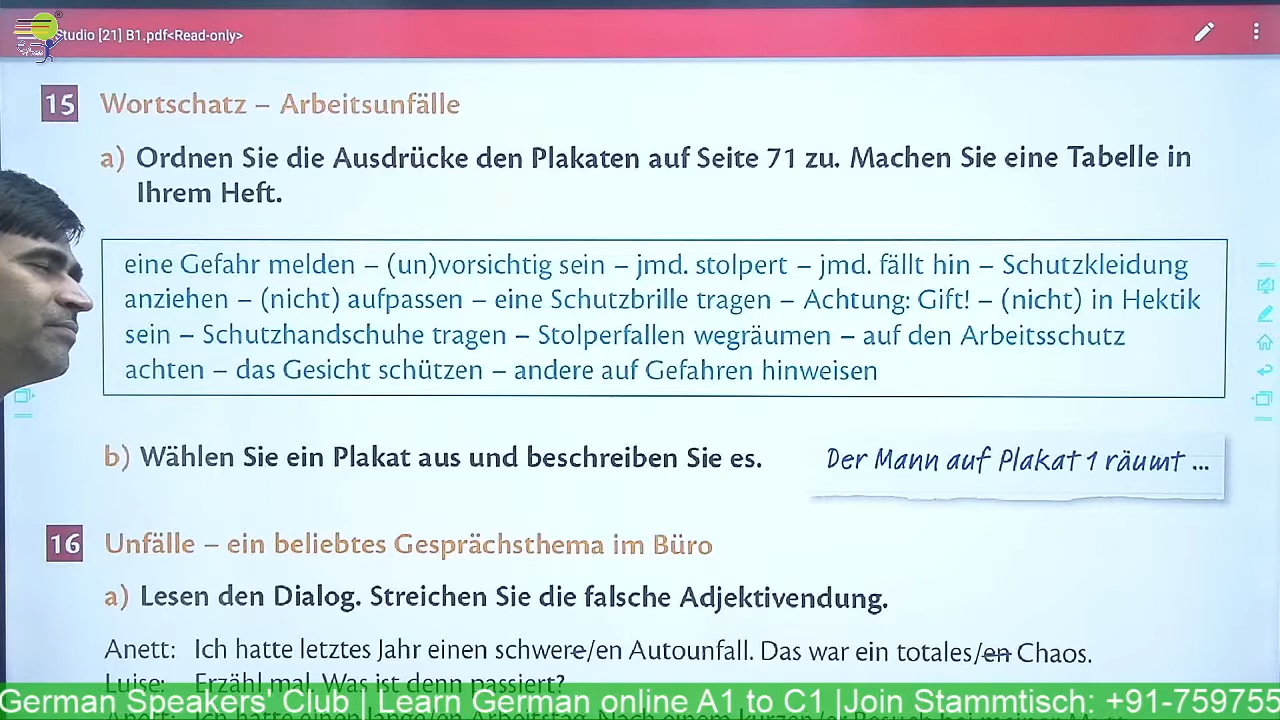 Studio [21] B1.pdf<Read-only>
15 Wortschatz – Arbeitsunfälle
a) Ordnen Sie die Ausdrücke den Plakaten auf Seite 71 zu. Machen Sie eine Tabelle in
Ihrem Heft.
eine Gefahr melden – (un)vorsichtig sein – jmd. stolpert – jmd. fällt hin – Schutzkleidung
anziehen – (nicht) aufpassen – eine Schutzbrille tragen – Achtung: Gift! – (nicht) in Hektik
sein – Schutzhandschuhe tragen – Stolperfallen wegräumen – auf den Arbeitsschutz
achten – das Gesicht schützen – andere auf Gefahren hinweisen
b) Wählen Sie ein Plakat aus und beschreiben Sie es.
Der Mann auf Plakat 1 räumt ...
16 Unfälle – ein beliebtes Gesprächsthema im Büro
a) Lesen den Dialog. Streichen Sie die falsche Adjektivendung.
Anett: Ich hatte letztes Jahr einen schwere/en Autounfall. Das war ein totales/en Chaos.
Luise: Erzähl mal. Was ist denn passiert?
German Speakers' Club | Learn German online A1 to C1 |Join Stammtisch: +91-759755